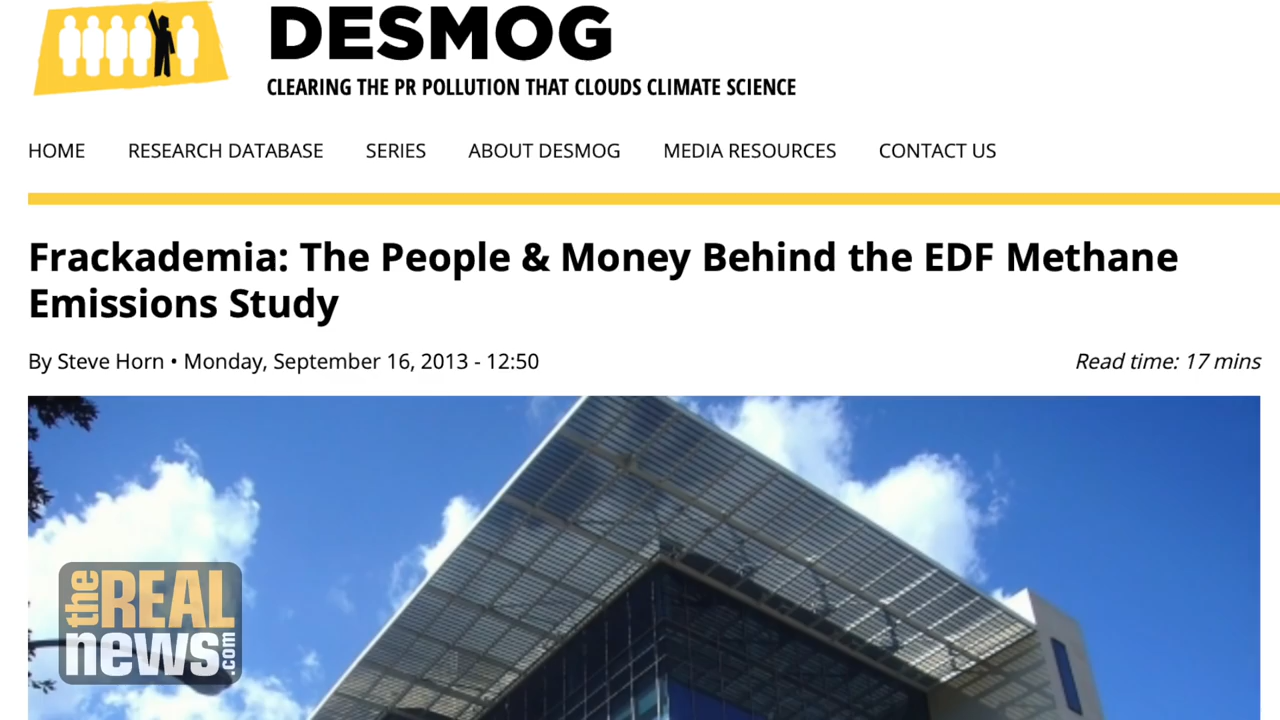 DESMOG
CLEARING THE PR POLLUTION THAT CLOUDS CLIMATE SCIENCE
HOME RESEARCH DATABASE SERIES ABOUT DESMOG MEDIA RESOURCES CONTACT US
Frackademia: The People & Money Behind the EDF Methane
Emissions Study
By Steve Horn • Monday, September 16, 2013 - 12:50 Read time: 17 mins
the REAL
news.com